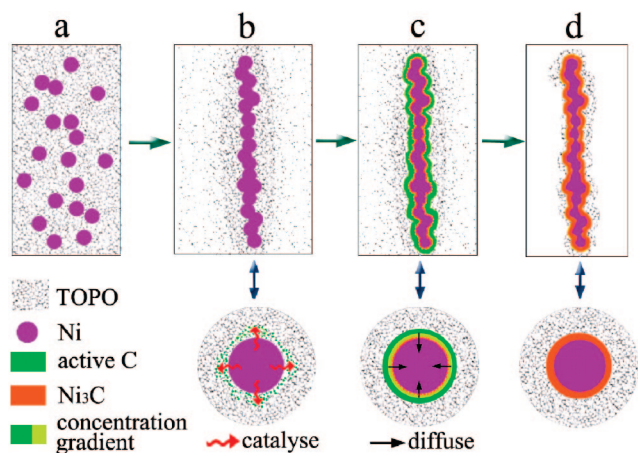 a b c d
TOPO
Ni
active C
Ni₃C
concentration
gradient
catalyse
diffuse